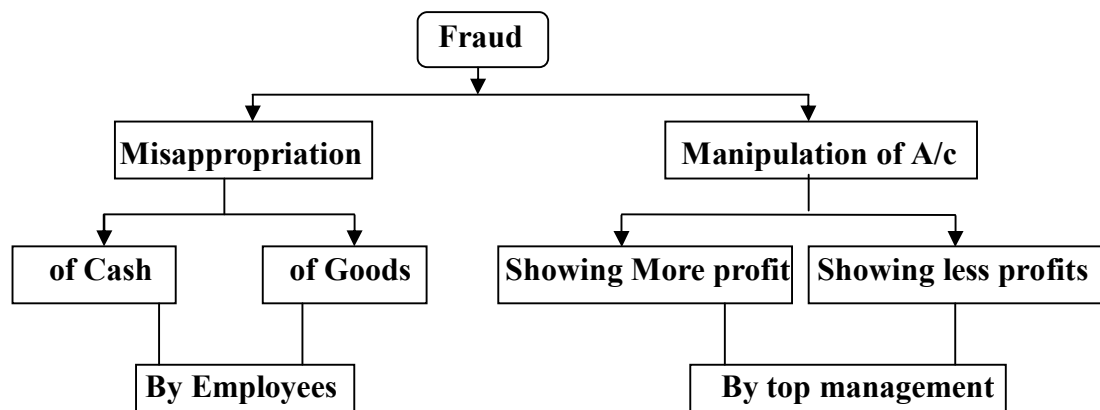 Fraud
Misappropriation
Manipulation of A/c
of Cash
of Goods
Showing More profit
Showing less profits
By Employees
By top management